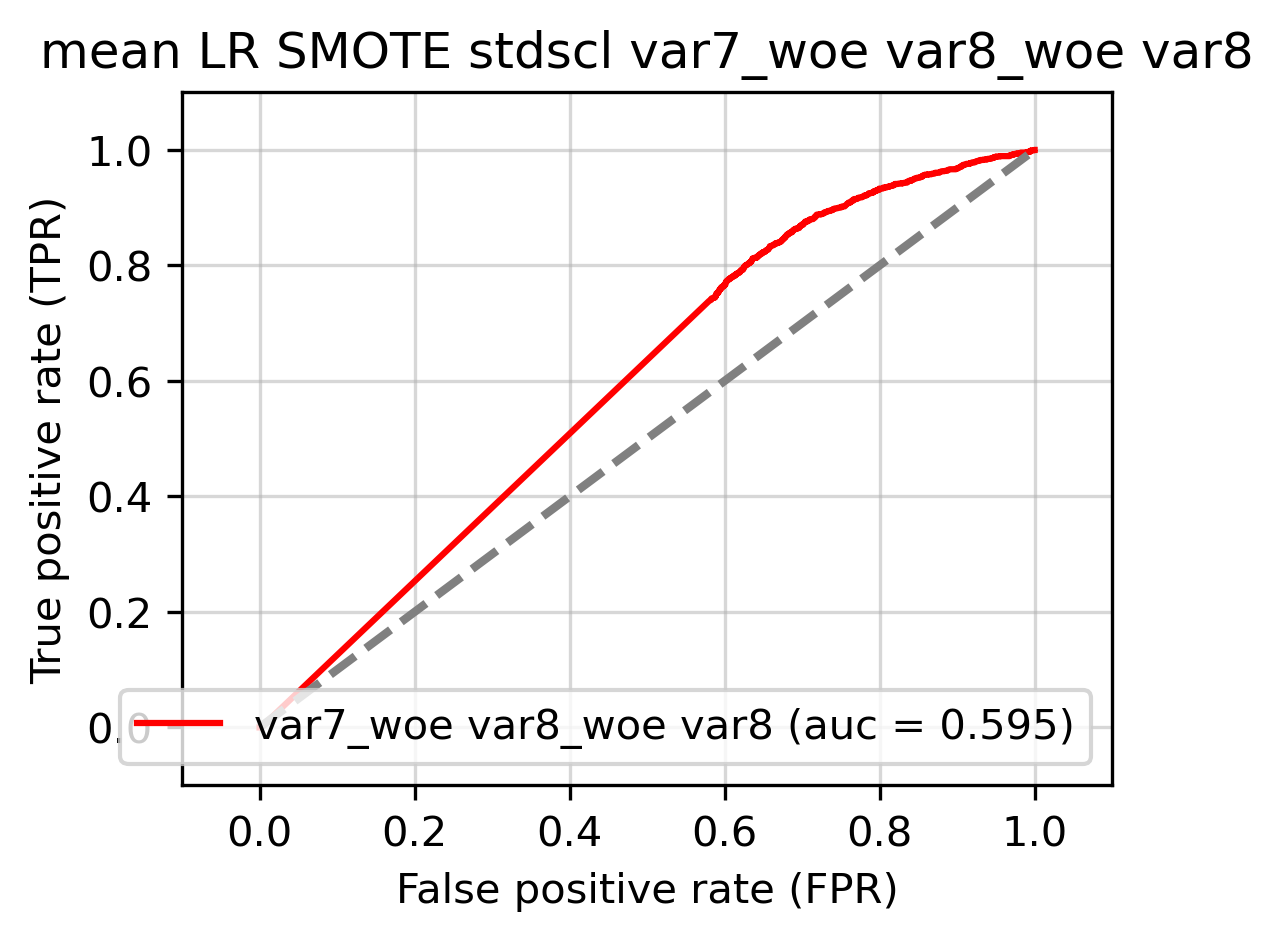 mean LR SMOTE stdscl var7_woe var8_woe var8
True positive rate (TPR)
1.0
0.8
0.6
0.4
0.2
0.0
var7_woe var8_woe var8 (auc = 0.595)
0.0 0.2 0.4 0.6 0.8 1.0
False positive rate (FPR)